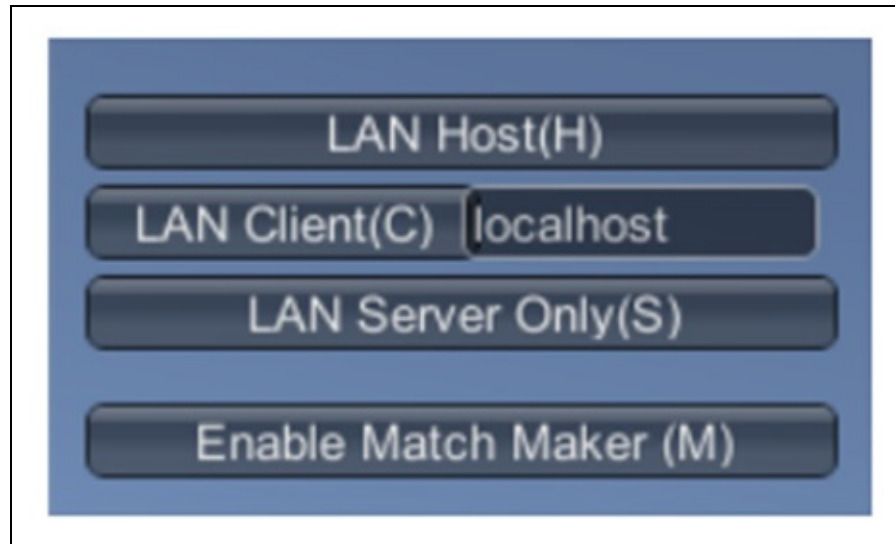 LAN Host(H)
LAN Client(C) localhost
LAN Server Only(S)
Enable Match Maker (M)